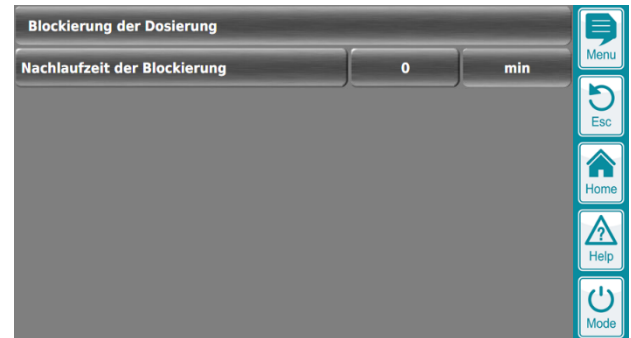 Blockierung der Dosierung
Nachlaufzeit der Blockierung 0 min
Menu
Esc
Home
?
Help
Mode